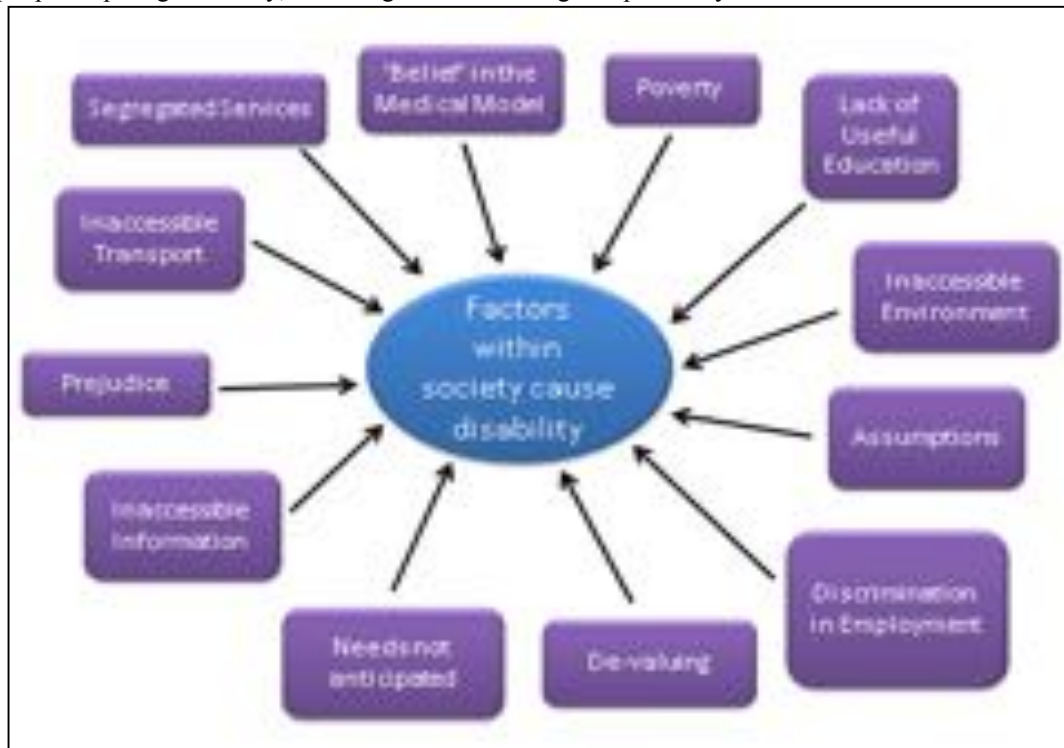 Segregated Services
'Belief' in the
Medical Model
Poverty
Lack of
Useful
Education
Inaccessible
Transport
Inaccessible
Environment
Factors
within
society cause
disability
Prejudice
Assumptions
Inaccessible
Information
Discrimination
in Employment
Needs not
anticipated
De-valuing